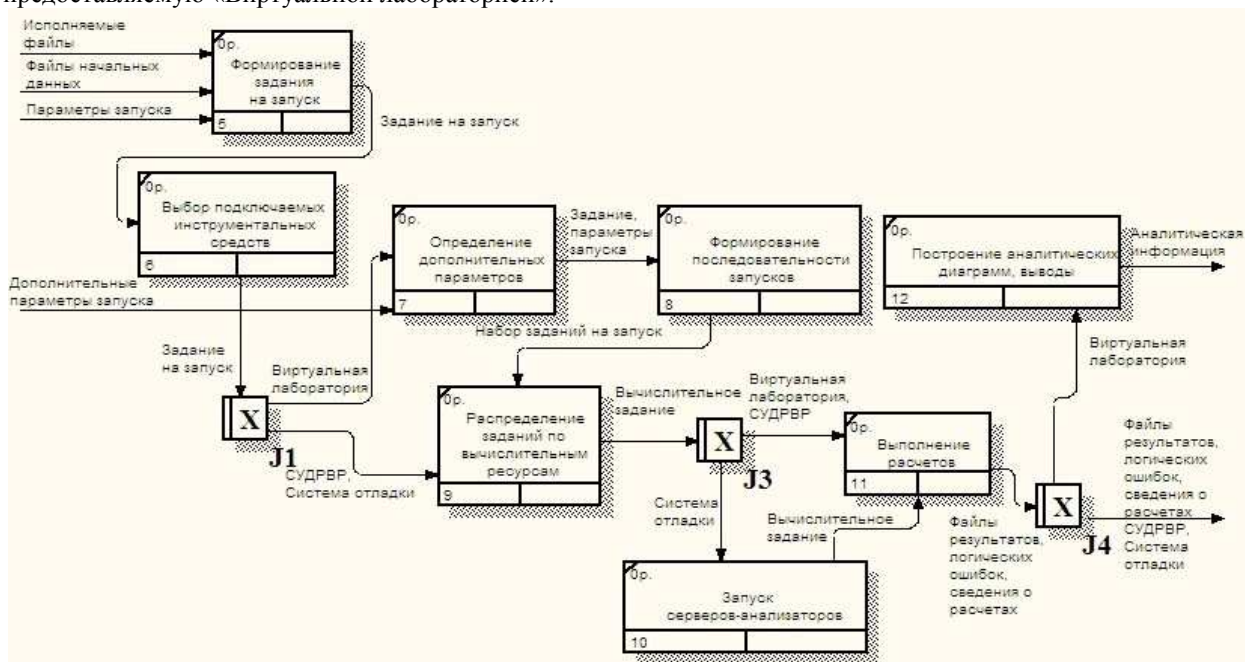 предоставляемую «Виртуальной лабораторией».
Исполняемые
файлы
Файлы начальных
данных
Параметры запуска
0р.
Формирование
задания
на запуск
5
Задание на запуск
0р.
Выбор подключаемых
инструментальных
средств
6
Дополнительные
параметры запуска
0р.
Определение
дополнительных
параметров
7
Задание,
параметры
запуска
0р.
Формирование
последовательности
запусков
8
0р.
Построение аналитических
диаграмм, выводы
12
Аналитическая
информация
Набор заданий на запуск
Задание
на запуск
Виртуальная
лаборатория
X
J1
СУДРВР,
Система отладки
0р.
Распределение
заданий по
вычислительным
ресурсам
9
Вычислительное
задание
X
J3
Виртуальная
лаборатория,
СУДРВР
0р.
Выполнение
расчетов
11
Виртуальная
лаборатория
Система
отладки
Вычислительное
задание
0р.
Запуск
серверов-анализаторов
10
Файлы
результатов,
логических
ошибок,
сведения о
расчетах
X
J4
Файлы
результатов,
логических
ошибок,
сведения о
расчетах
СУДРВР,
Система
отладки